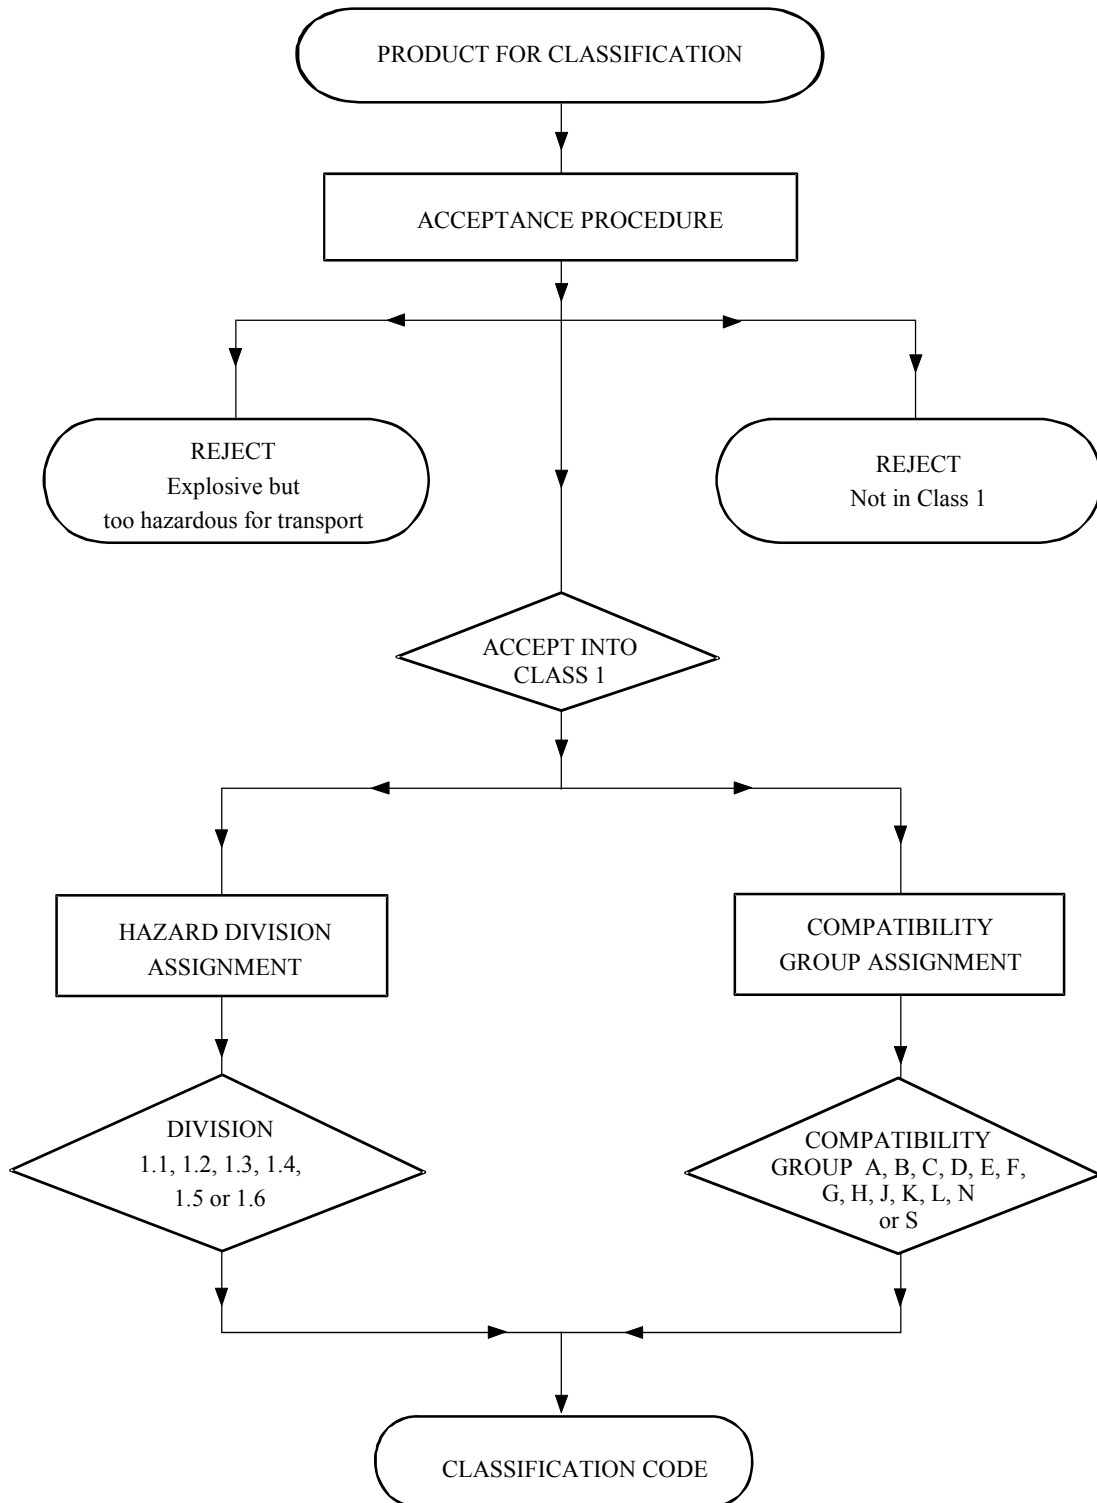 PRODUCT FOR CLASSIFICATION
ACCEPTANCE PROCEDURE
REJECT
Explosive but
too hazardous for transport
REJECT
Not in Class 1
ACCEPT INTO
CLASS 1
HAZARD DIVISION
ASSIGNMENT
COMPATIBILITY
GROUP ASSIGNMENT
DIVISION
1.1, 1.2, 1.3, 1.4,
1.5 or 1.6
COMPATIBILITY
GROUP A, B, C, D, E, F,
G, H, J, K, L, N
or S
CLASSIFICATION CODE